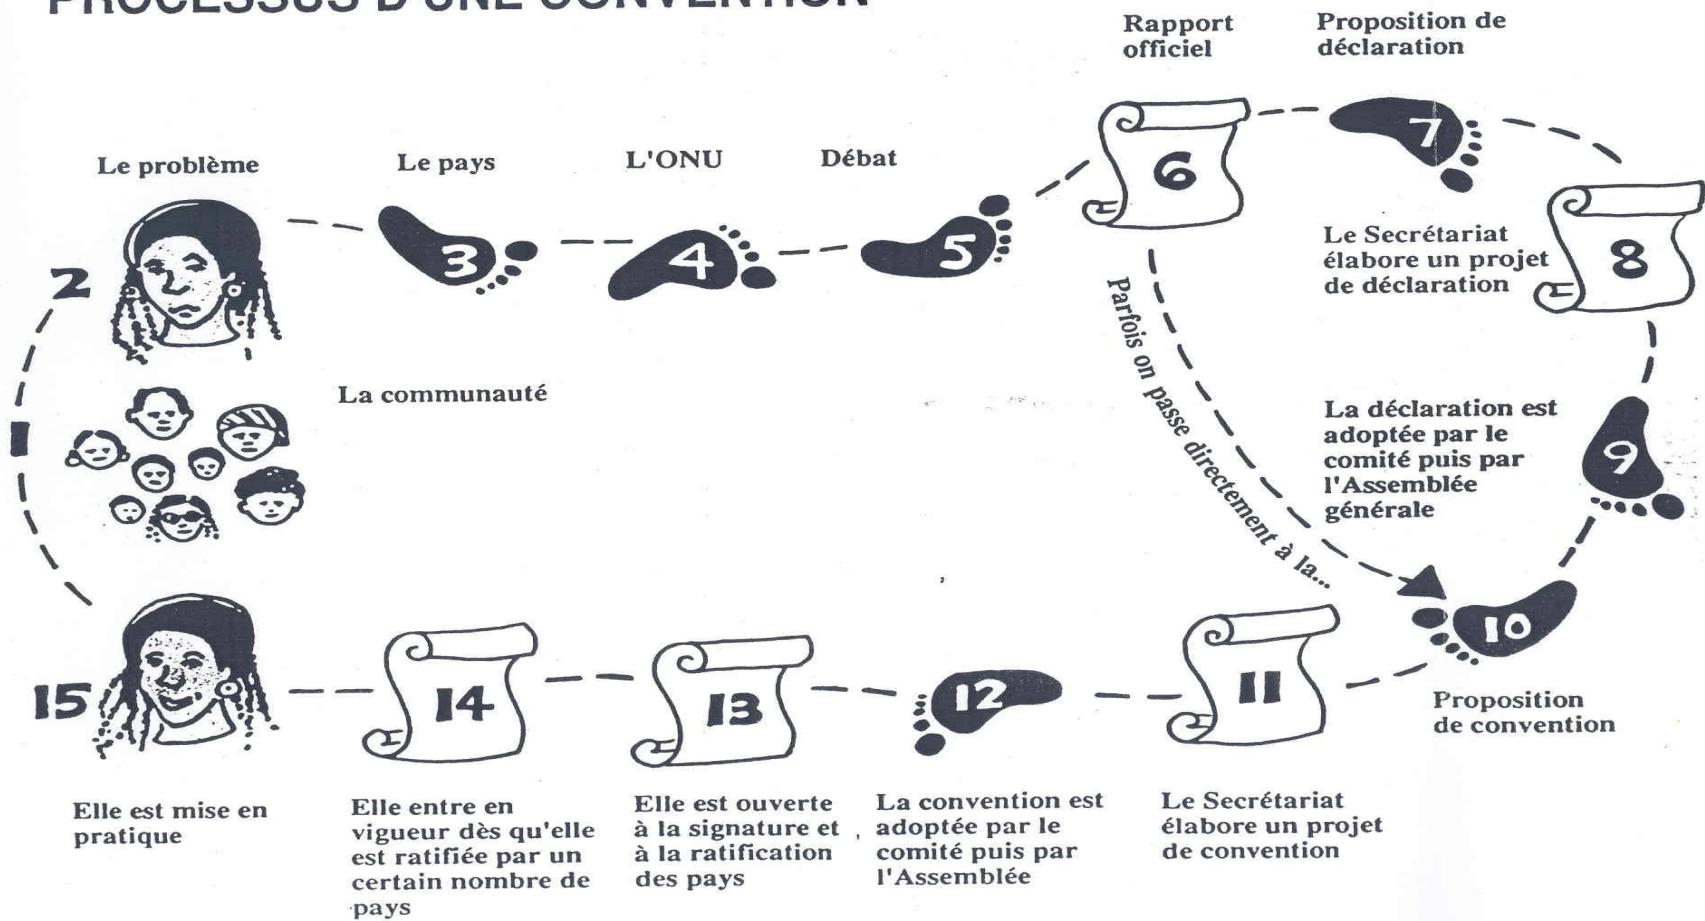 PROCESSUS D'UNE CONVENTION
1
La communauté
2
Le problème
3
Le pays
4
L'ONU
5
Débat
6
Rapport
officiel
Parfois on passe directement à la...
7
Proposition de
déclaration
8
Le Secrétariat
élabore un projet
de déclaration
9
La déclaration est
adoptée par le
comité puis par
l'Assemblée
générale
10
Proposition
de convention
11
Le Secrétariat
élabore un projet
de convention
12
La convention est
adoptée par le
comité puis par
l'Assemblée
13
Elle est ouverte
à la signature et
à la ratification
des pays
14
Elle entre en
vigueur dès qu'elle
est ratifiée par un
certain nombre de
pays
15
Elle est mise en
pratique